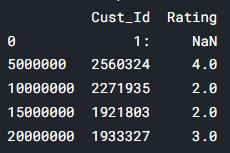 Cust_Id Rating
0 1: NaN
5000000 2560324 4.0
10000000 2271935 2.0
15000000 1921803 2.0
20000000 1933327 3.0